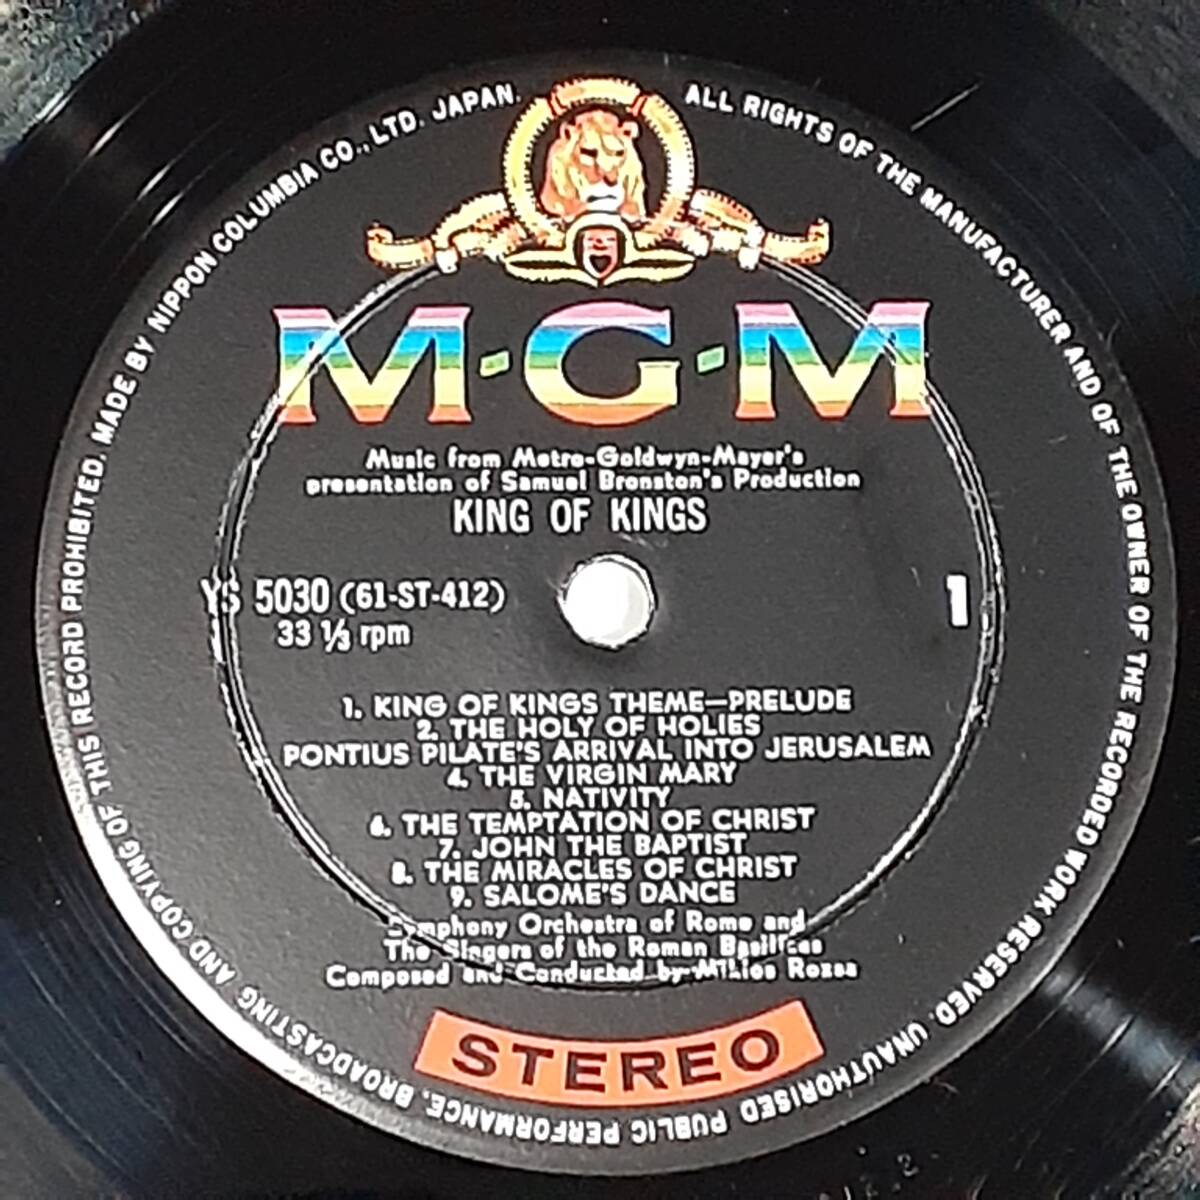 MADE BY NIPPON COLUMBIA CO., LTD. JAPAN.
ALL RIGHTS OF THE MANUFACTURER AND OF THE OWNER OF THE RECORDED WORK RESERVED. UNAUTHORISED PUBLIC PERFORMANCE, BROADCASTING AND COPYING OF THIS RECORD PROHIBITED.
M-G-M
Music from Metro-Goldwyn-Mayer's
presentation of Samuel Bronston's Production
KING OF KINGS
YS 5030 (61-ST-412)
33 1/3 rpm
1
1. KING OF KINGS THEME—PRELUDE
2. THE HOLY OF HOLIES
PONTIUS PILATE'S ARRIVAL INTO JERUSALEM
4. THE VIRGIN MARY
5. NATIVITY
6. THE TEMPTATION OF CHRIST
7. JOHN THE BAPTIST
8. THE MIRACLES OF CHRIST
9. SALOME'S DANCE
Symphony Orchestra of Rome and
The Singers of the Roman Basilicas
Composed and Conducted by Miklos Rozsa
STEREO